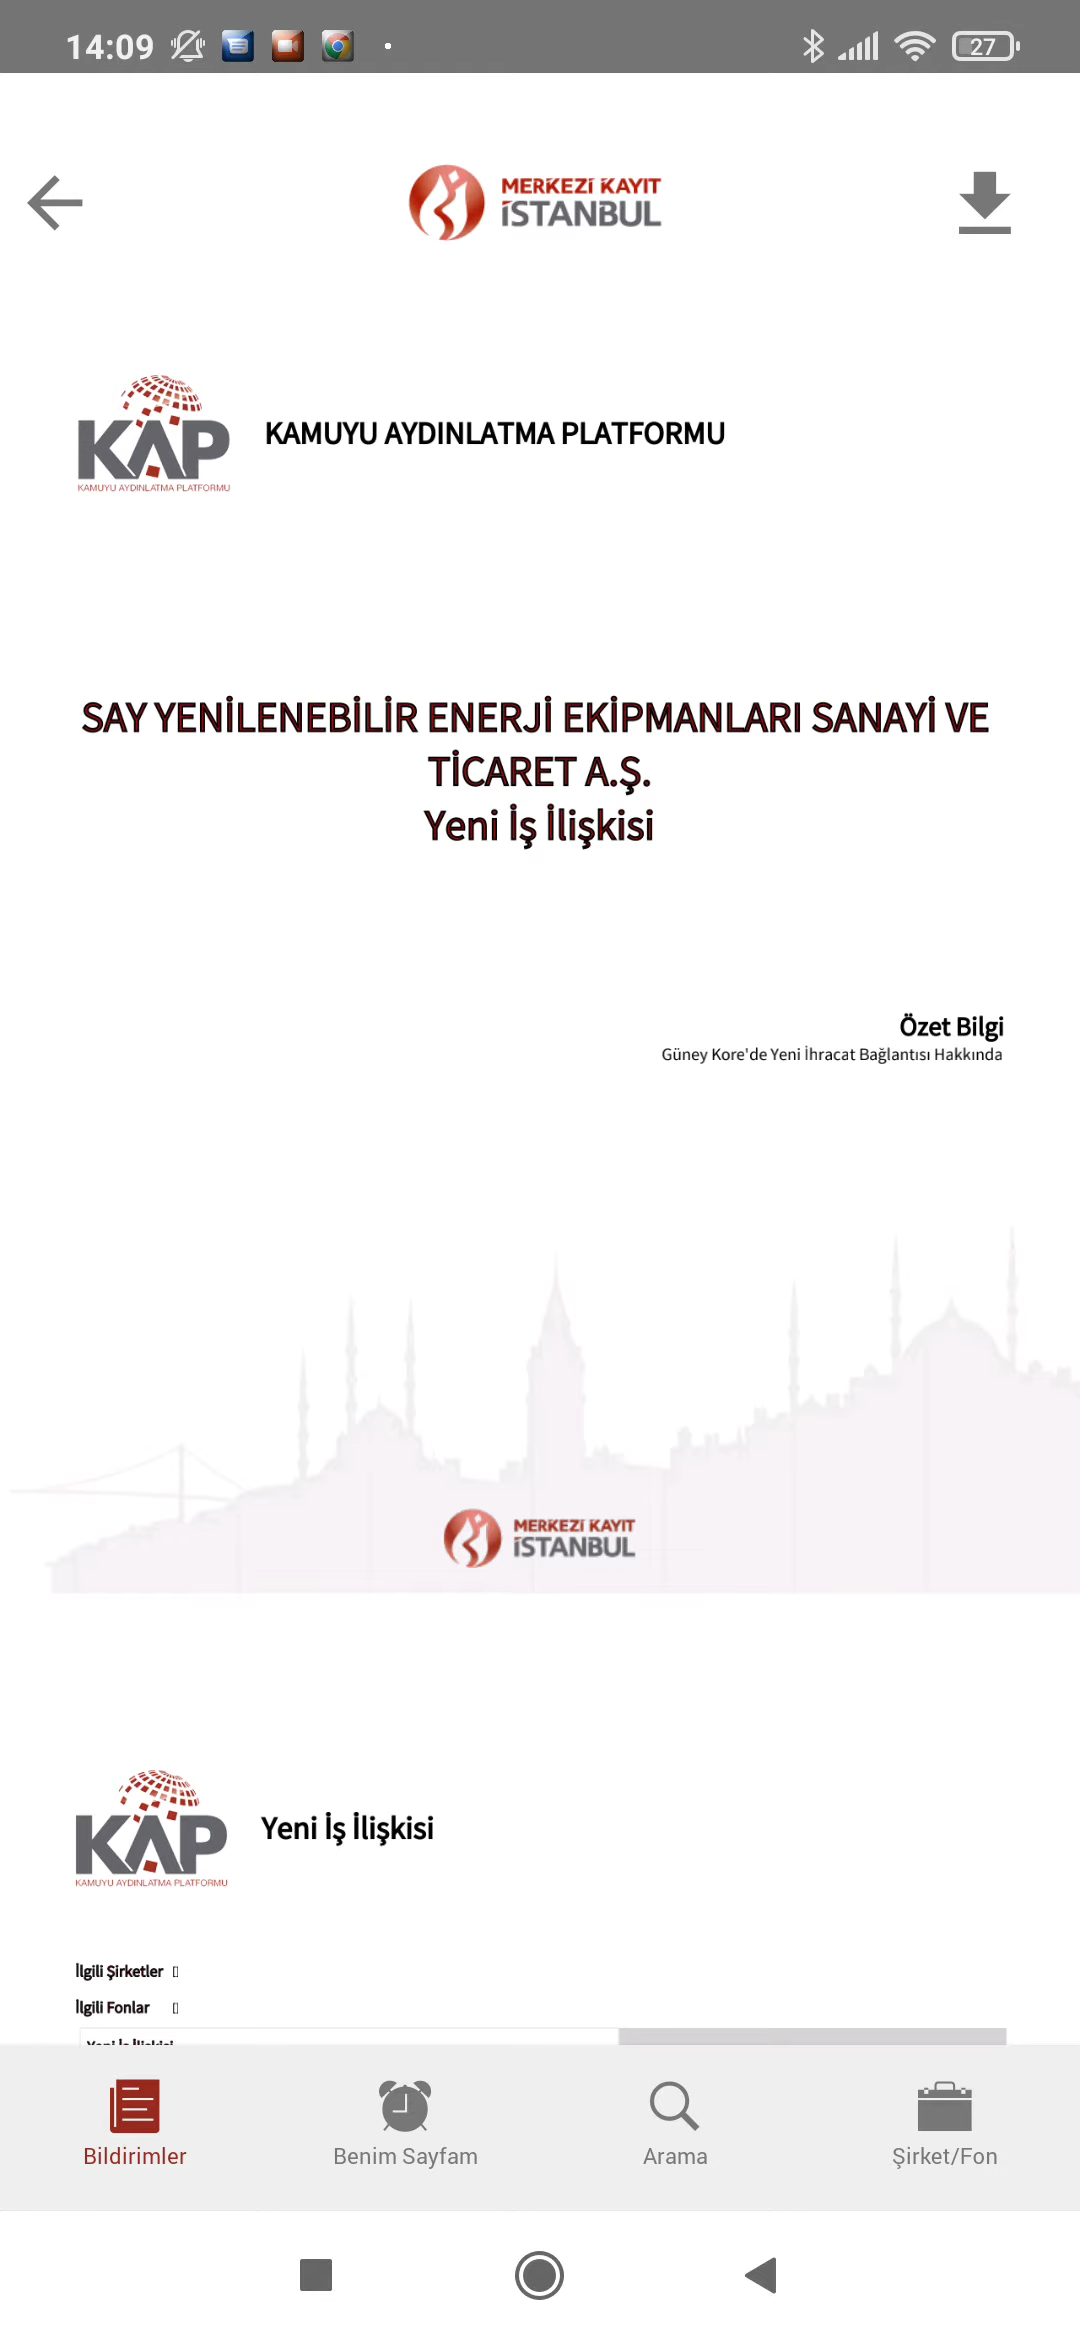 14:09
27
MERKEZİ KAYIT
İSTANBUL
KAP
KAMUYU AYDINLATMA PLATFORMU
KAMUYU AYDINLATMA PLATFORMU
SAY YENİLENEBİLİR ENERJİ EKİPMANLARI SANAYİ VE
TİCARET A.Ş.
Yeni İş İlişkisi
Özet Bilgi
Güney Kore'de Yeni İhracat Bağlantısı Hakkında
MERKEZİ KAYIT
İSTANBUL
KAP
KAMUYU AYDINLATMA PLATFORMU
Yeni İş İlişkisi
İlgili Şirketler []
İlgili Fonlar []
Yeni İş İlişkisi
Bildirimler
Benim Sayfam
Arama
Şirket/Fon